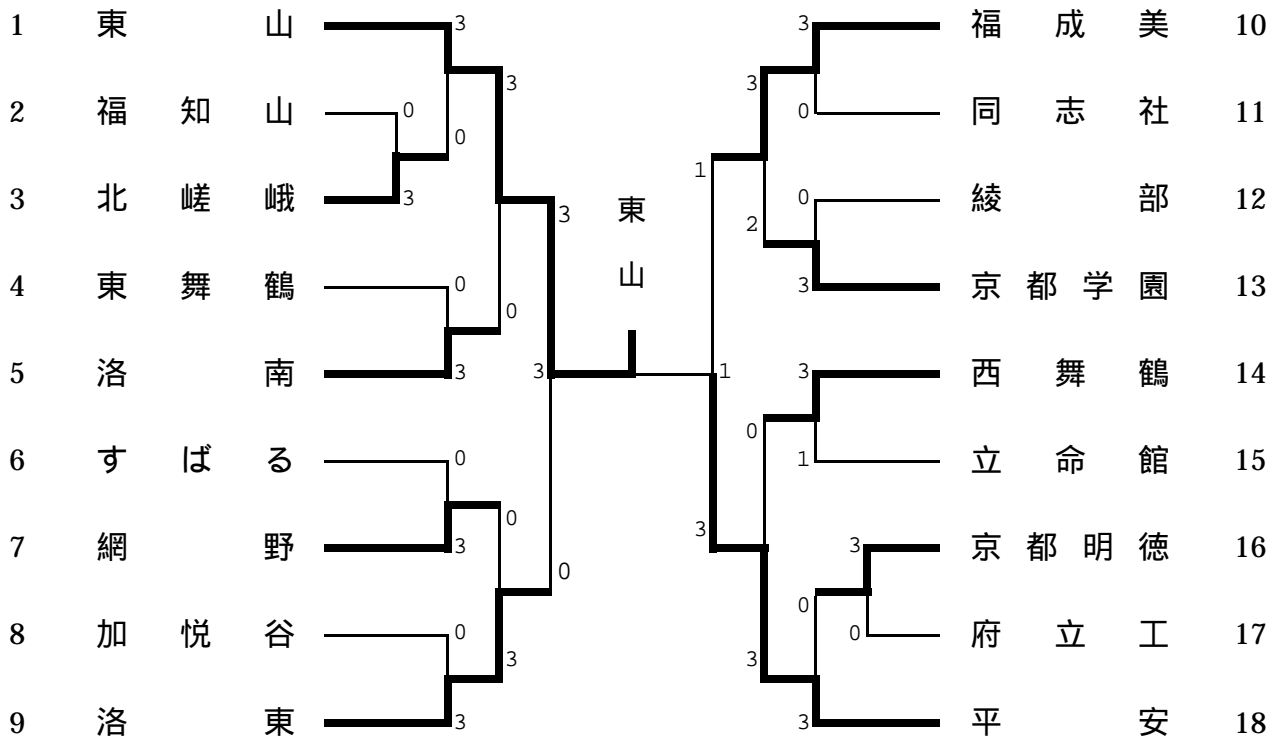 1 東山 3 3 福成美 10
3 3
2 福知山 0 0 同志社 11
0
1
3 北嵯峨 3 0 綾部 12
3 東 2
山
4 東舞鶴 0 3 京都学園 13
0
5 洛南 3 3 1 3 西舞鶴 14
0
6 すばる 0 1 立命館 15
0 3
7 網野 3 3 京都明徳 16
0
0
8 加悦谷 0 0 府立工 17
3 3
9 洛東 3 3 平安 18